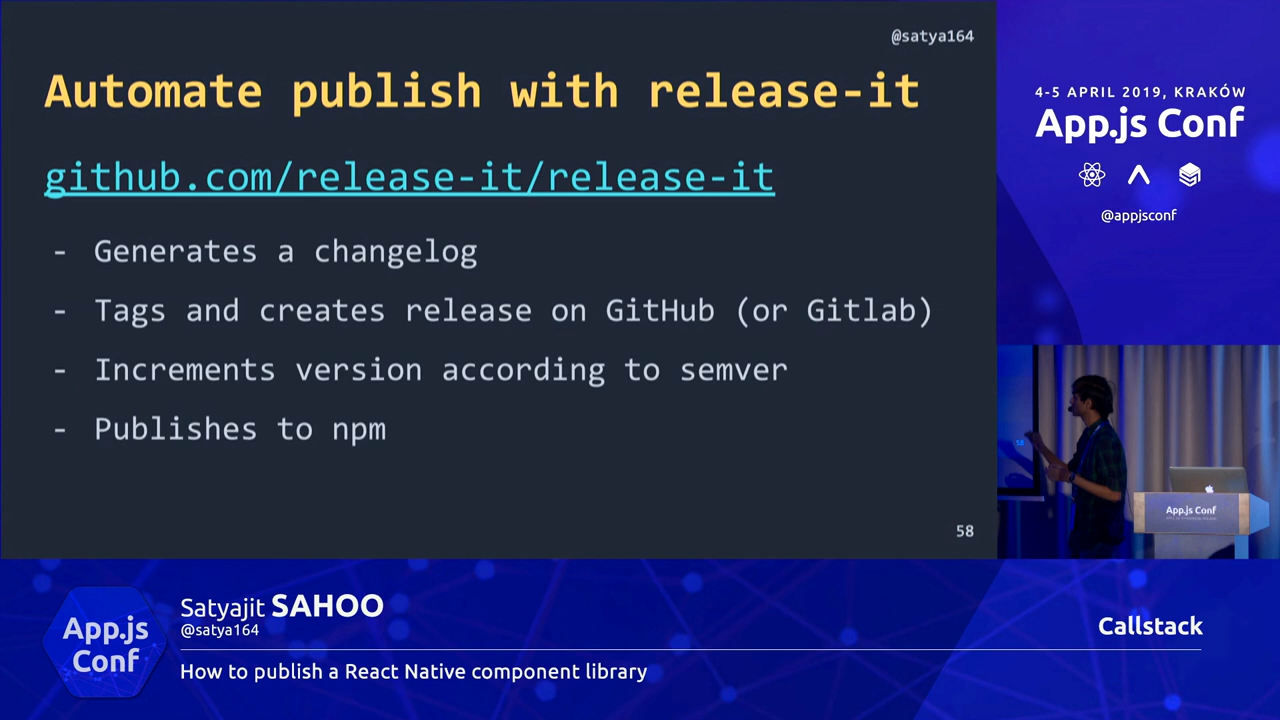 @satya164
Automate publish with release-it
github.com/release-it/release-it
- Generates a changelog
- Tags and creates release on GitHub (or Gitlab)
- Increments version according to semver
- Publishes to npm
58
4-5 APRIL 2019, KRAKÓW
App.js Conf
@appjsconf
58
App.js Conf
App.js
Conf
Satyajit SAHOO
@satya164
How to publish a React Native component library
Callstack